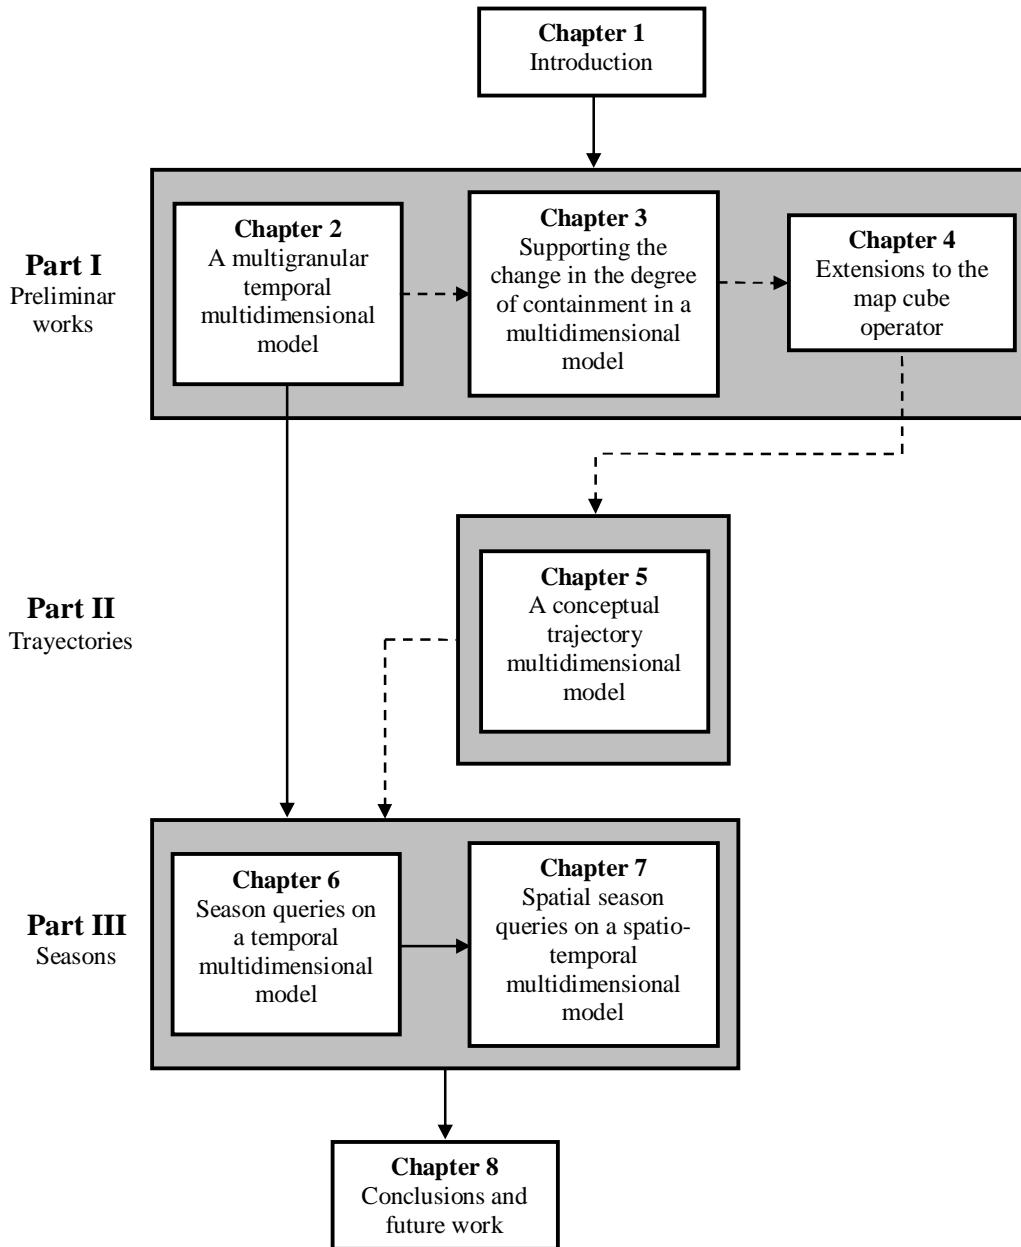 Chapter 1
Introduction
Part I
Preliminar
works
Chapter 2
A multigranular
temporal
multidimensional
model
Chapter 3
Supporting the
change in the degree
of containment in a
multidimensional
model
Chapter 4
Extensions to the
map cube
operator
Part II
Trayectories
Chapter 5
A conceptual
trajectory
multidimensional
model
Part III
Seasons
Chapter 6
Season queries on
a temporal
multidimensional
model
Chapter 7
Spatial season
queries on a spatio-
temporal
multidimensional
model
Chapter 8
Conclusions and
future work